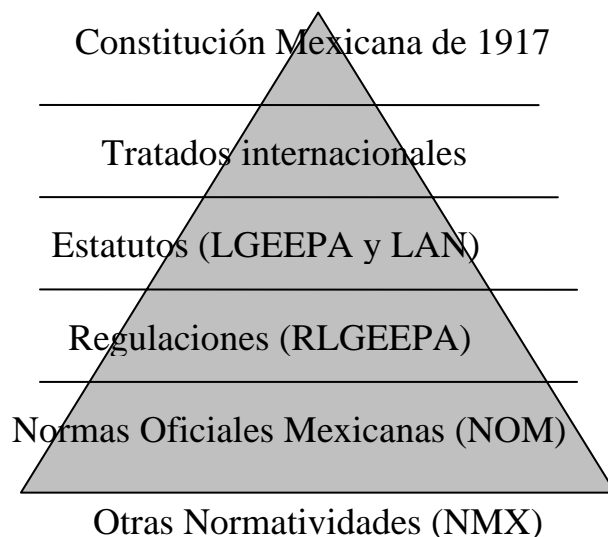 Constitución Mexicana de 1917
Tratados internacionales
Estatutos (LGEEPA y LAN)
Regulaciones (RLGEEPA)
Normas Oficiales Mexicanas (NOM)
Otras Normatividades (NMX)